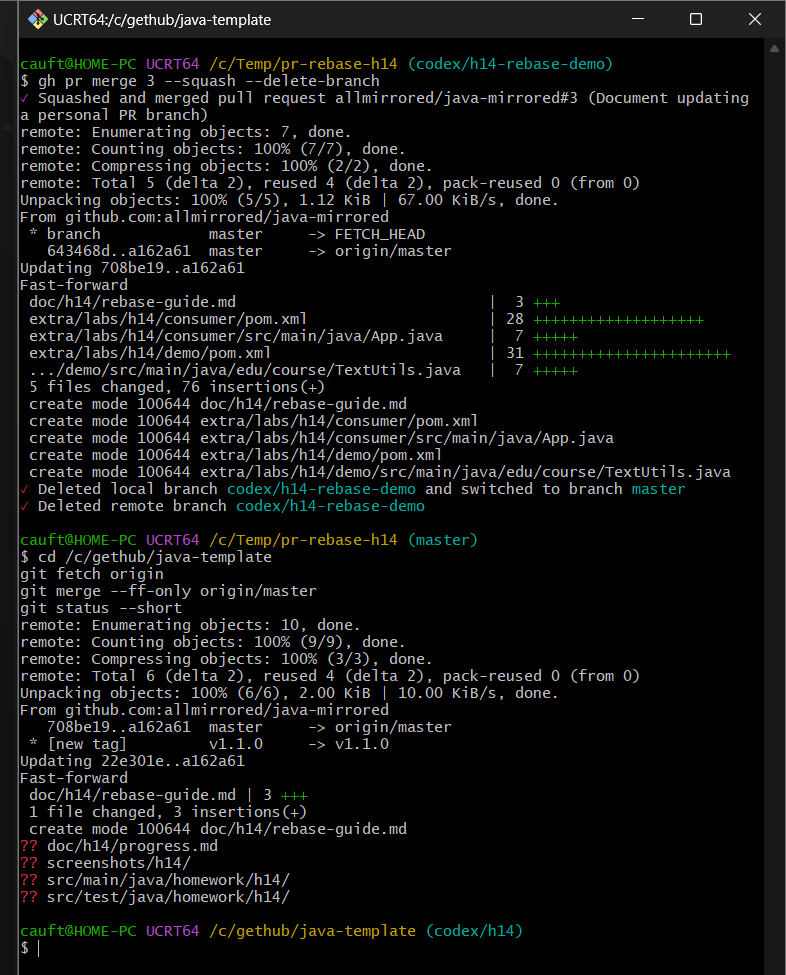 UCRT64:/c/gethub/java-template
cauft@HOME-PC UCRT64 /c/Temp/pr-rebase-h14 (codex/h14-rebase-demo)
$ gh pr merge 3 --squash --delete-branch
✓ Squashed and merged pull request allmirrored/java-mirrored#3 (Document updating
a personal PR branch)
remote: Enumerating objects: 7, done.
remote: Counting objects: 100% (7/7), done.
remote: Compressing objects: 100% (2/2), done.
remote: Total 5 (delta 2), reused 4 (delta 2), pack-reused 0 (from 0)
Unpacking objects: 100% (5/5), 1.12 KiB | 67.00 KiB/s, done.
From github.com:allmirrored/java-mirrored
 * branch            master     -> FETCH_HEAD
   643468d..a162a61  master     -> origin/master
Updating 708be19..a162a61
Fast-forward
 doc/h14/rebase-guide.md                            |  3 +++
 extra/labs/h14/consumer/pom.xml                    | 28 +++++++++++++++++++
 extra/labs/h14/consumer/src/main/java/App.java     |  7 +++++
 extra/labs/h14/demo/pom.xml                        | 31 ++++++++++++++++++++++
 .../demo/src/main/java/edu/course/TextUtils.java   |  7 +++++
 5 files changed, 76 insertions(+)
 create mode 100644 doc/h14/rebase-guide.md
 create mode 100644 extra/labs/h14/consumer/pom.xml
 create mode 100644 extra/labs/h14/consumer/src/main/java/App.java
 create mode 100644 extra/labs/h14/demo/pom.xml
 create mode 100644 extra/labs/h14/demo/src/main/java/edu/course/TextUtils.java
✓ Deleted local branch codex/h14-rebase-demo and switched to branch master
✓ Deleted remote branch codex/h14-rebase-demo
cauft@HOME-PC UCRT64 /c/Temp/pr-rebase-h14 (master)
$ cd /c/gethub/java-template
git fetch origin
git merge --ff-only origin/master
git status --short
remote: Enumerating objects: 10, done.
remote: Counting objects: 100% (9/9), done.
remote: Compressing objects: 100% (3/3), done.
remote: Total 6 (delta 2), reused 4 (delta 2), pack-reused 0 (from 0)
Unpacking objects: 100% (6/6), 2.00 KiB | 10.00 KiB/s, done.
From github.com:allmirrored/java-mirrored
   708be19..a162a61  master     -> origin/master
 * [new tag]         v1.1.0     -> v1.1.0
Updating 22e301e..a162a61
Fast-forward
 doc/h14/rebase-guide.md | 3 +++
 1 file changed, 3 insertions(+)
 create mode 100644 doc/h14/rebase-guide.md
?? doc/h14/progress.md
?? screenshots/h14/
?? src/main/java/homework/h14/
?? src/test/java/homework/h14/
cauft@HOME-PC UCRT64 /c/gethub/java-template (codex/h14)
$